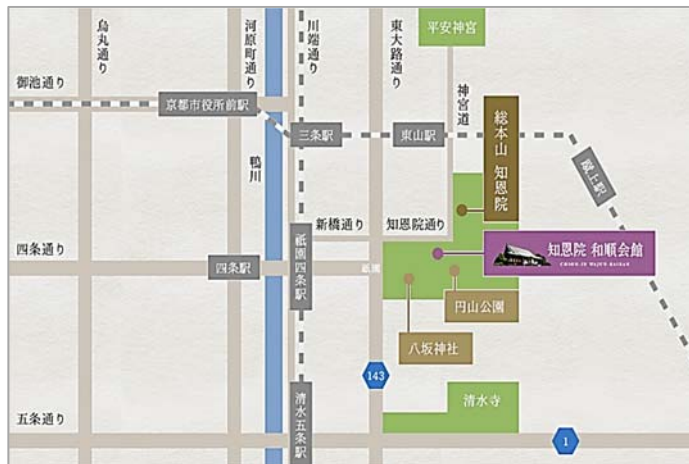 烏丸通り
河原町通り
川端通り
東大路通り
平安神宮
御池通り
京都市役所前駅
神宮道
総本山 知恩院
三条駅
東山駅
蹴上駅
鴨川
新橋通り
知恩院通り
四条通り
四条駅
祇園四条駅
祇園
知恩院 和順会館
CHION-IN WAJUN KAIKAN
円山公園
八坂神社
143
清水寺
五条通り
清水五条駅
1